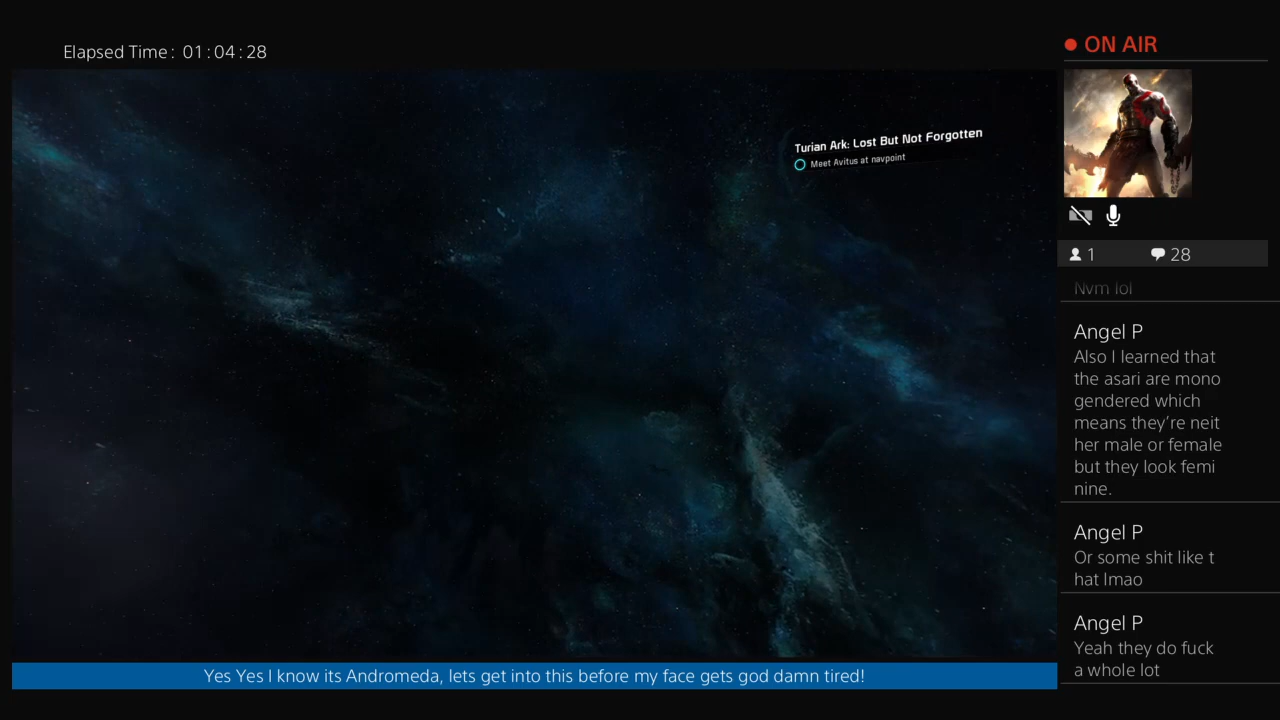 Elapsed Time: 01:04:28
ON AIR
Turian Ark: Lost But Not Forgotten
Meet Avitus at navpoint
1 28
Nvm lol
Angel P
Also I learned that
the asari are mono
gendered which
means they're neit
her male or female
but they look femi
nine.
Angel P
Or some shit like t
hat lmao
Angel P
Yeah they do fuck
a whole lot
Yes Yes I know its Andromeda, lets get into this before my face gets god damn tired!